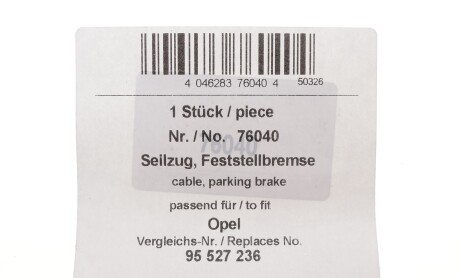 4 046283 76040 4 50326
1 Stück / piece
Nr. / No. 76040
76040
Seilzug, Feststellbremse
cable, parking brake
passend für / to fit
Opel
Vergleichs-Nr. / Replaces No.
95 527 236